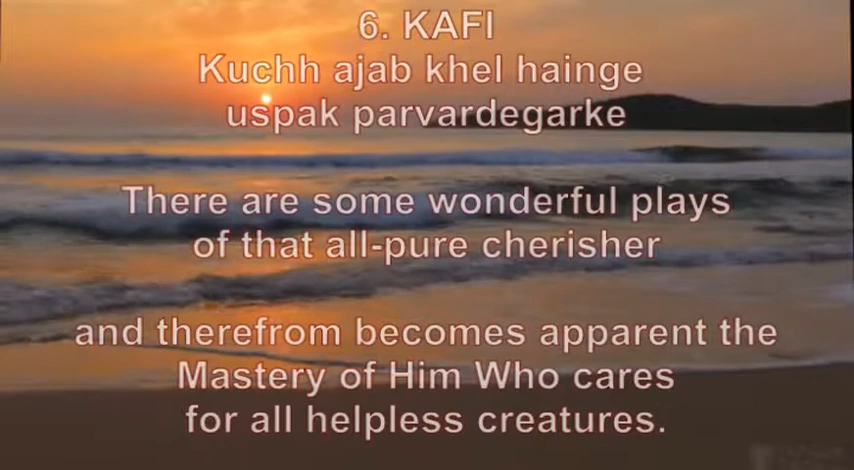 6. KAFI
Kuchh ajab khel hainge
uspak parvardegarke
There are some wonderful plays
of that all-pure cherisher
and therefrom becomes apparent the
Mastery of Him Who cares
for all helpless creatures.